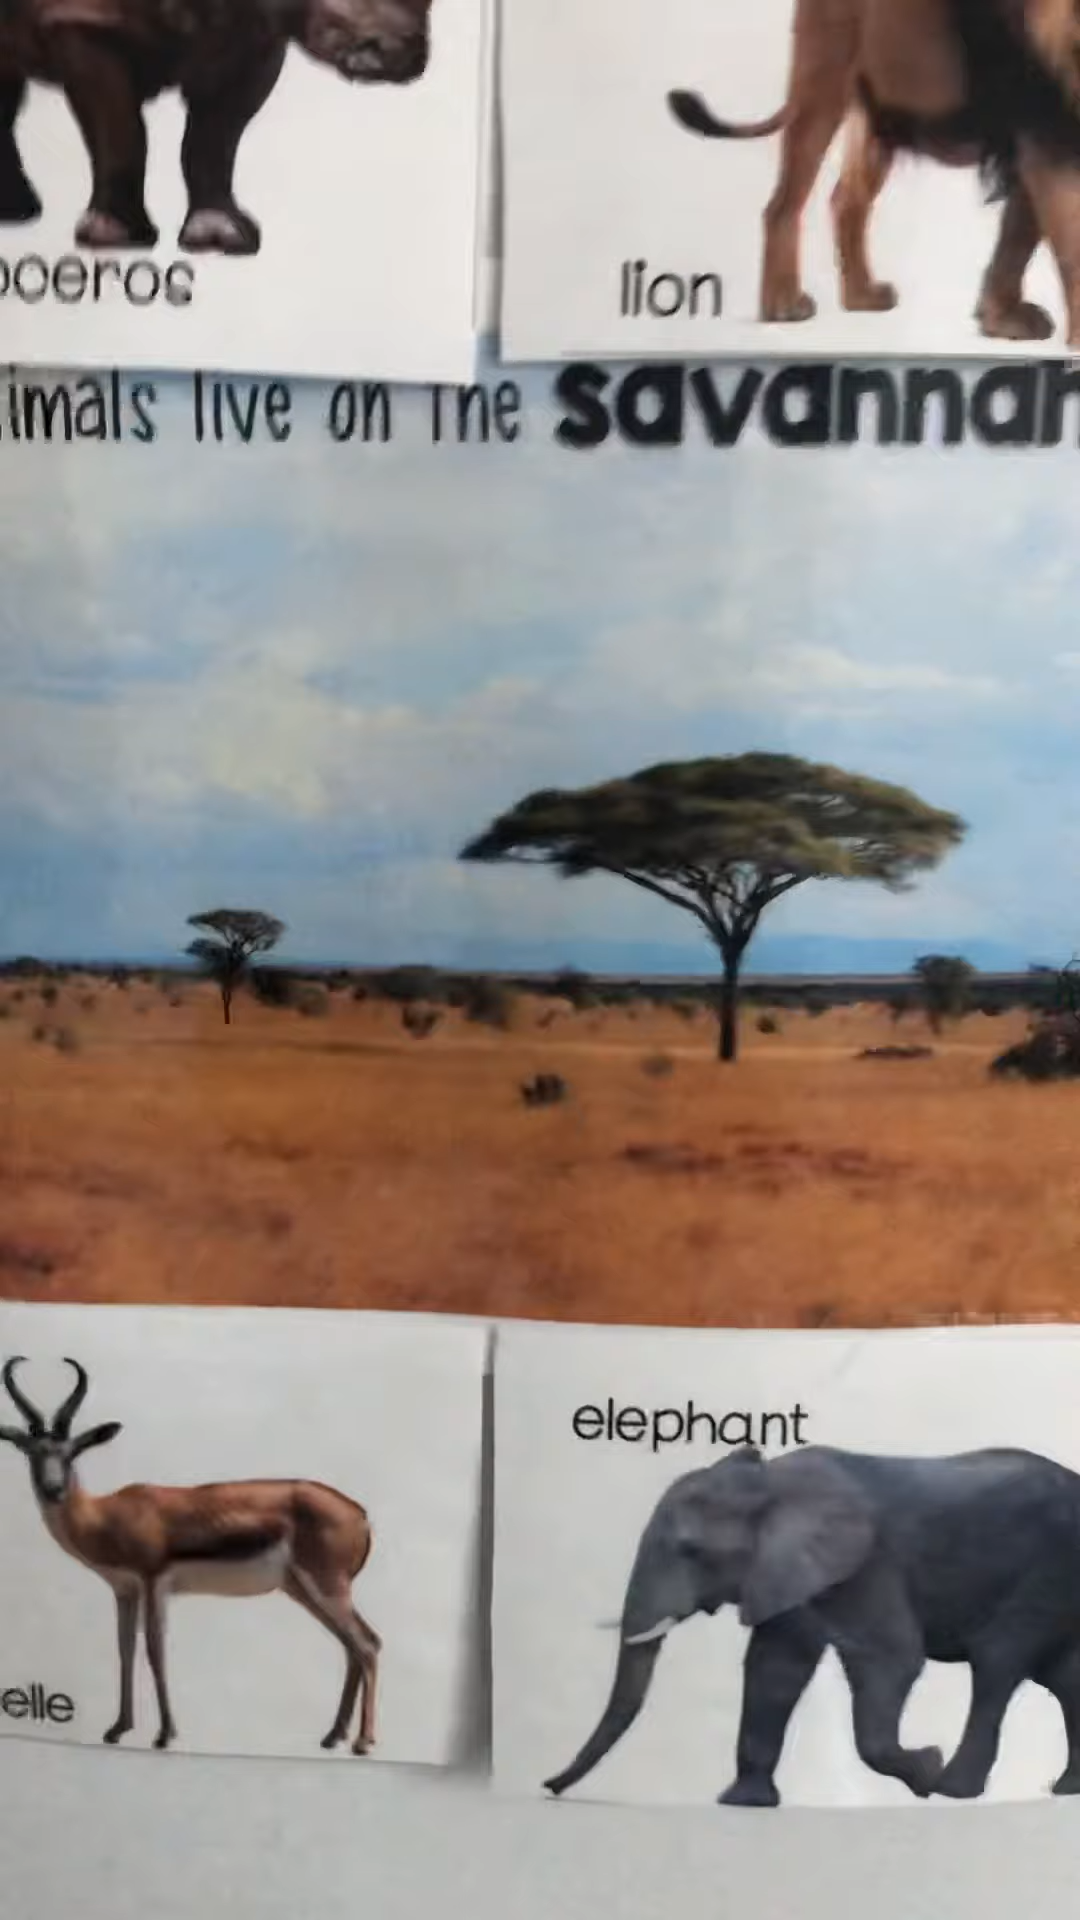 oceros
lion
imals live on the savannah
elephant
elle